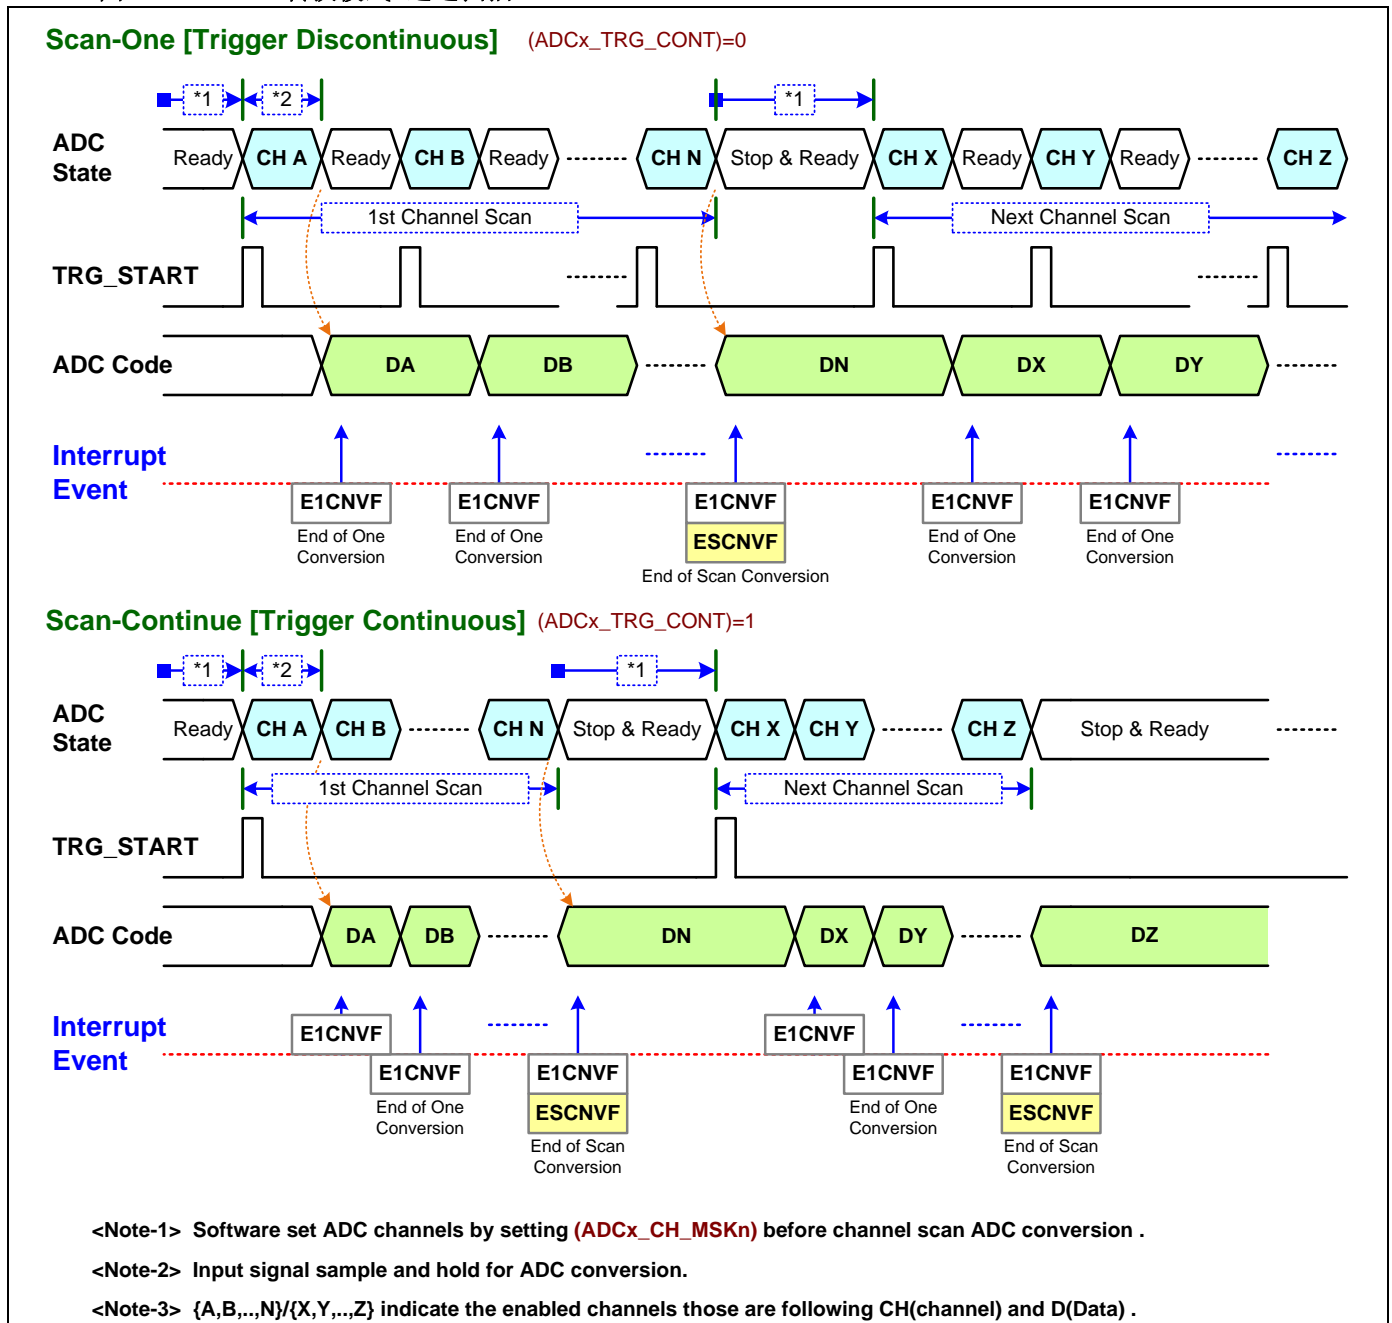 Scan-One [Trigger Discontinuous] (ADCx_TRG_CONT)=0
*1 *2 *1
ADC State
Ready CH A Ready CH B Ready CH N Stop & Ready CH X Ready CH Y Ready CH Z
1st Channel Scan Next Channel Scan
TRG_START
ADC Code
DA DB DN DX DY
Interrupt Event
E1CNVF E1CNVF E1CNVF E1CNVF E1CNVF
End of One Conversion
End of One Conversion
ESCNVF
End of Scan Conversion
End of One Conversion
End of One Conversion
Scan-Continue [Trigger Continuous] (ADCx_TRG_CONT)=1
*1 *2 *1
ADC State
Ready CH A CH B CH N Stop & Ready CH X CH Y CH Z Stop & Ready
1st Channel Scan Next Channel Scan
TRG_START
ADC Code
DA DB DN DX DY DZ
Interrupt Event
E1CNVF E1CNVF
E1CNVF E1CNVF E1CNVF E1CNVF
End of One Conversion
ESCNVF
End of Scan Conversion
End of One Conversion
ESCNVF
End of Scan Conversion
<Note-1> Software set ADC channels by setting (ADCx_CH_MSKn) before channel scan ADC conversion .
<Note-2> Input signal sample and hold for ADC conversion.
<Note-3> {A,B,..,N}/{X,Y,..,Z} indicate the enabled channels those are following CH(channel) and D(Data) .